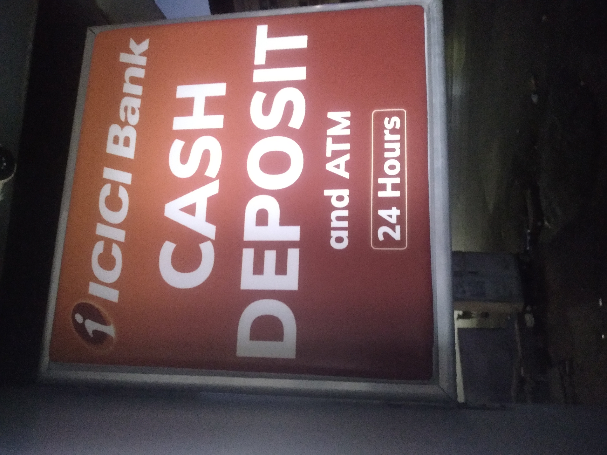 ICICI Bank
CASH
DEPOSIT
and ATM
24 Hours